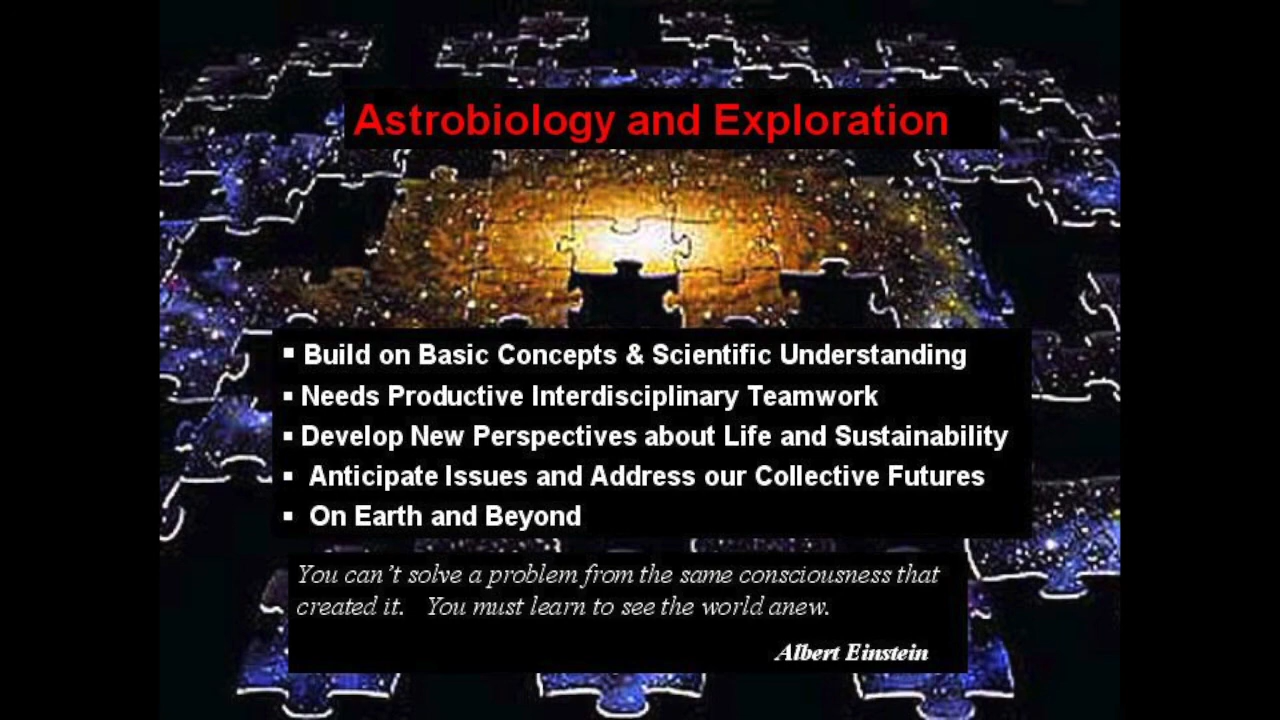 Astrobiology and Exploration
▪ Build on Basic Concepts & Scientific Understanding
▪ Needs Productive Interdisciplinary Teamwork
▪ Develop New Perspectives about Life and Sustainability
▪ Anticipate Issues and Address our Collective Futures
▪ On Earth and Beyond
You can't solve a problem from the same consciousness that
created it. You must learn to see the world anew.
Albert Einstein